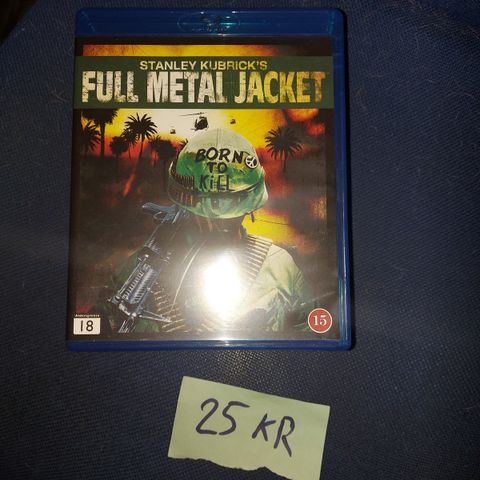 STANLEY KUBRICK'S
FULL METAL JACKET
BORN
TO
KILL
18
15
25 KR